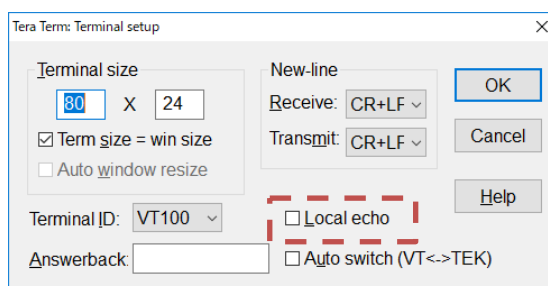 Tera Term: Terminal setup
Terminal size
80 X 24
Term size = win size
Auto window resize
New-line
Receive: CR+LF
Transmit: CR+LF
OK
Cancel
Help
Terminal ID: VT100
Local echo
Answerback:
Auto switch (VT<->TEK)